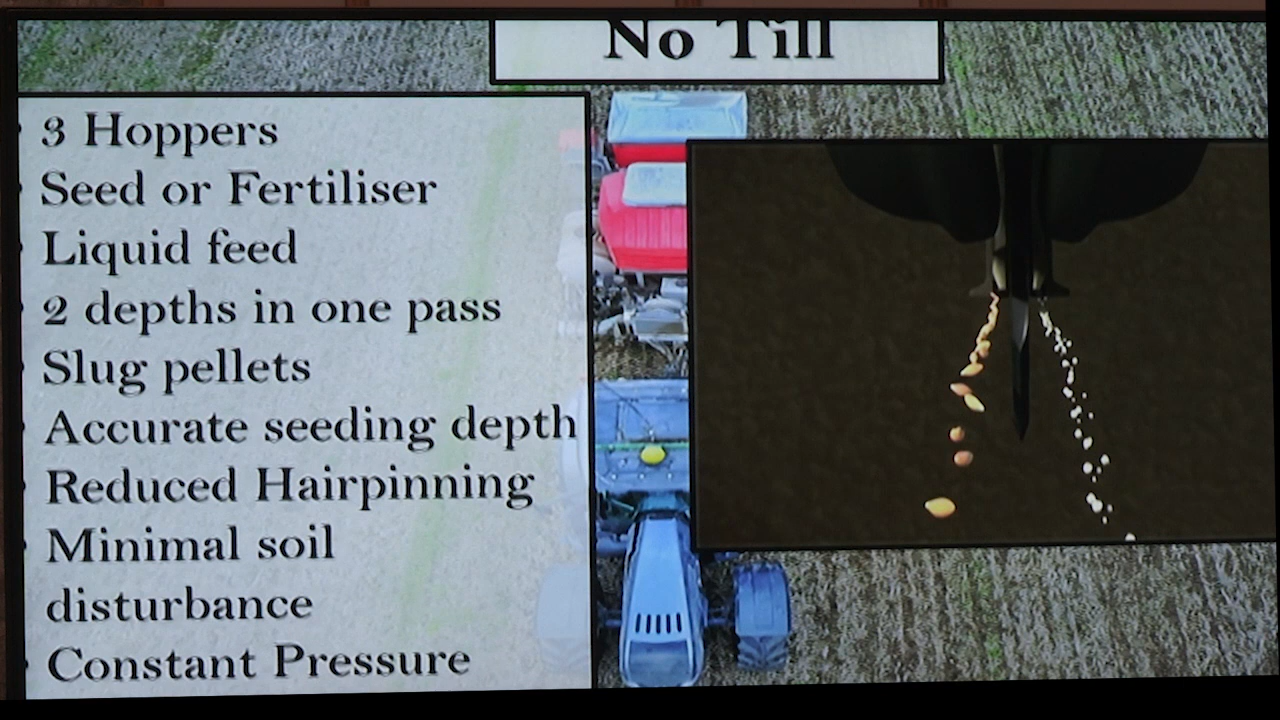 No Till
3 Hoppers
Seed or Fertiliser
Liquid feed
2 depths in one pass
Slug pellets
Accurate seeding depth
Reduced Hairpinning
Minimal soil
disturbance
Constant Pressure